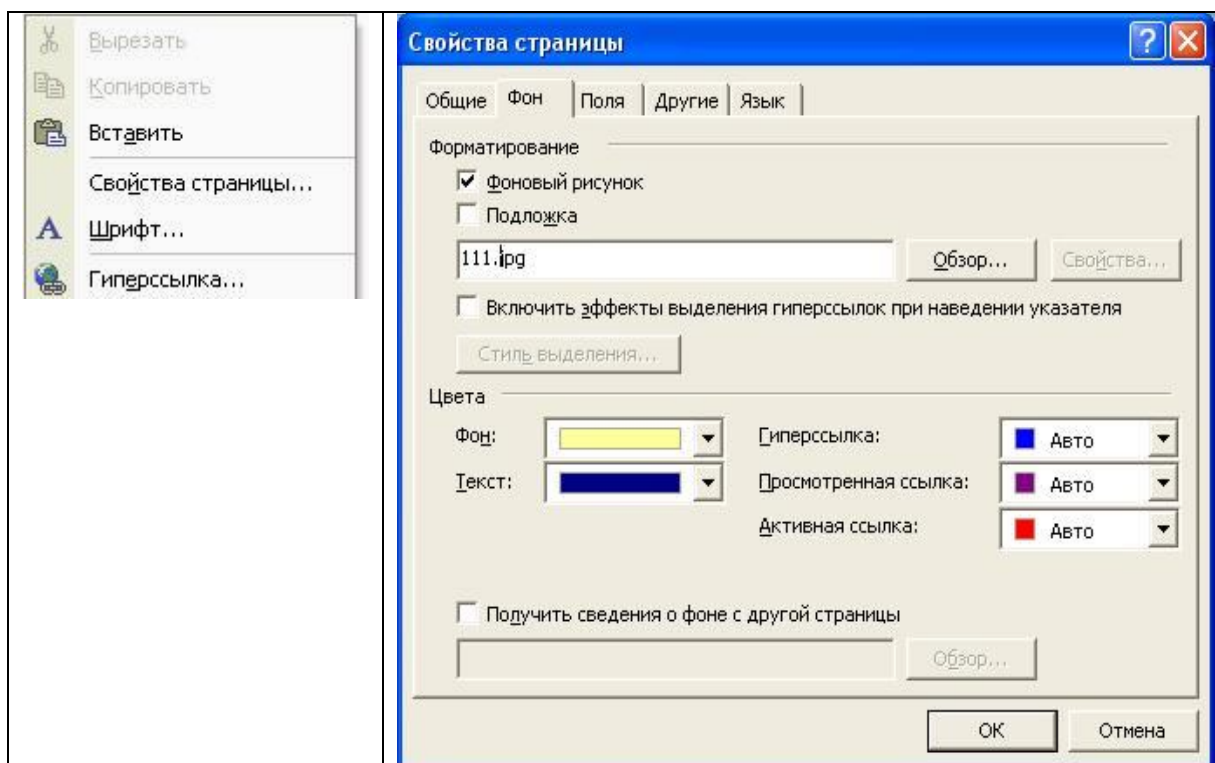 Вырезать
Копировать
Вставить
Свойства страницы...
Шрифт...
Гиперссылка...
Свойства страницы
Общие Фон Поля Другие Язык
Форматирование
Фоновый рисунок
Подложка
111.jpg Обзор... Свойства...
Включить эффекты выделения гиперссылок при наведении указателя
Стиль выделения...
Цвета
Фон: Гиперссылка: Авто
Текст: Просмотренная ссылка: Авто
Активная ссылка: Авто
Получить сведения о фоне с другой страницы
Обзор...
ОК Отмена